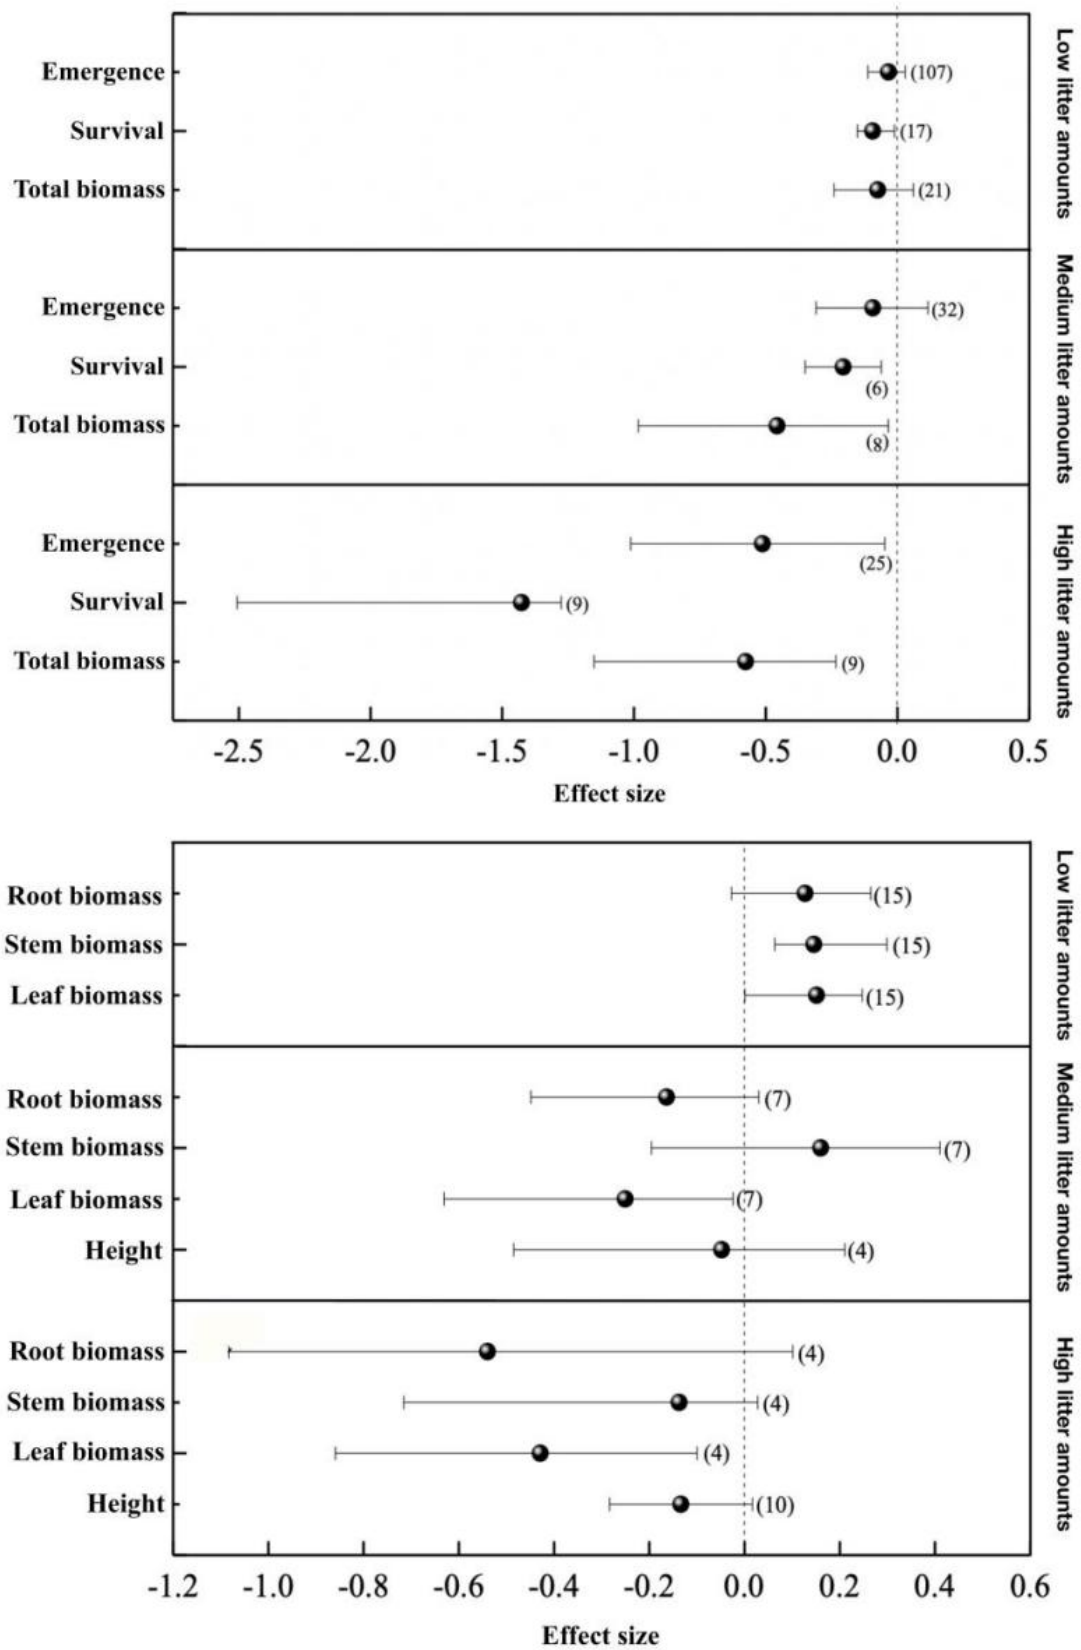 Low litter amounts
Emergence (107)
Survival (17)
Total biomass (21)
Medium litter amounts
Emergence (32)
Survival (6)
Total biomass (8)
High litter amounts
Emergence (25)
Survival (9)
Total biomass (9)
-2.5 -2.0 -1.5 -1.0 -0.5 0.0 0.5
Effect size
Low litter amounts
Root biomass (15)
Stem biomass (15)
Leaf biomass (15)
Medium litter amounts
Root biomass (7)
Stem biomass (7)
Leaf biomass (7)
Height (4)
High litter amounts
Root biomass (4)
Stem biomass (4)
Leaf biomass (4)
Height (10)
-1.2 -1.0 -0.8 -0.6 -0.4 -0.2 0.0 0.2 0.4 0.6
Effect size